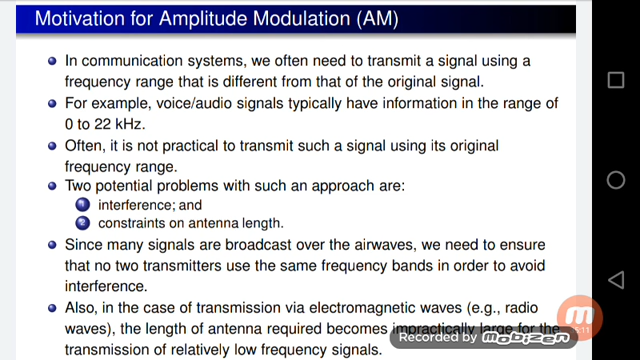 Motivation for Amplitude Modulation (AM)
In communication systems, we often need to transmit a signal using a
frequency range that is different from that of the original signal.
For example, voice/audio signals typically have information in the range of
0 to 22 kHz.
Often, it is not practical to transmit such a signal using its original
frequency range.
Two potential problems with such an approach are:
1 interference; and
2 constraints on antenna length.
Since many signals are broadcast over the airwaves, we need to ensure
that no two transmitters use the same frequency bands in order to avoid
interference.
Also, in the case of transmission via electromagnetic waves (e.g., radio
waves), the length of antenna required becomes impractically large for the
transmission of relatively low frequency signals.
Recorded by mobizen
m
5:11